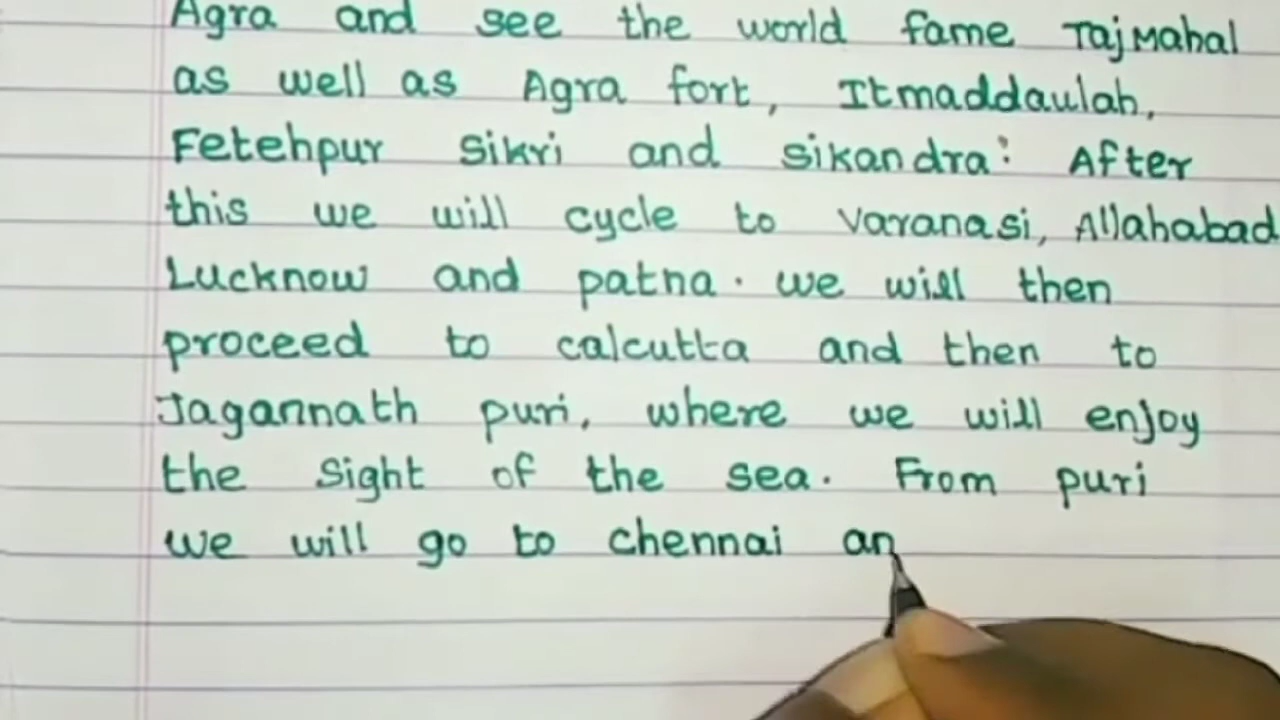 Agra and see the world fame Tajmahal
as well as Agra fort, Itmaddaulah,
Fetehpur Sikri and Sikandra: After
this we will cycle to Varanasi, Allahabad
Lucknow and patna. we will then
proceed to calcutta and then to
Jagannath puri, where we will enjoy
the sight of the sea. From puri
we will go to chennai an